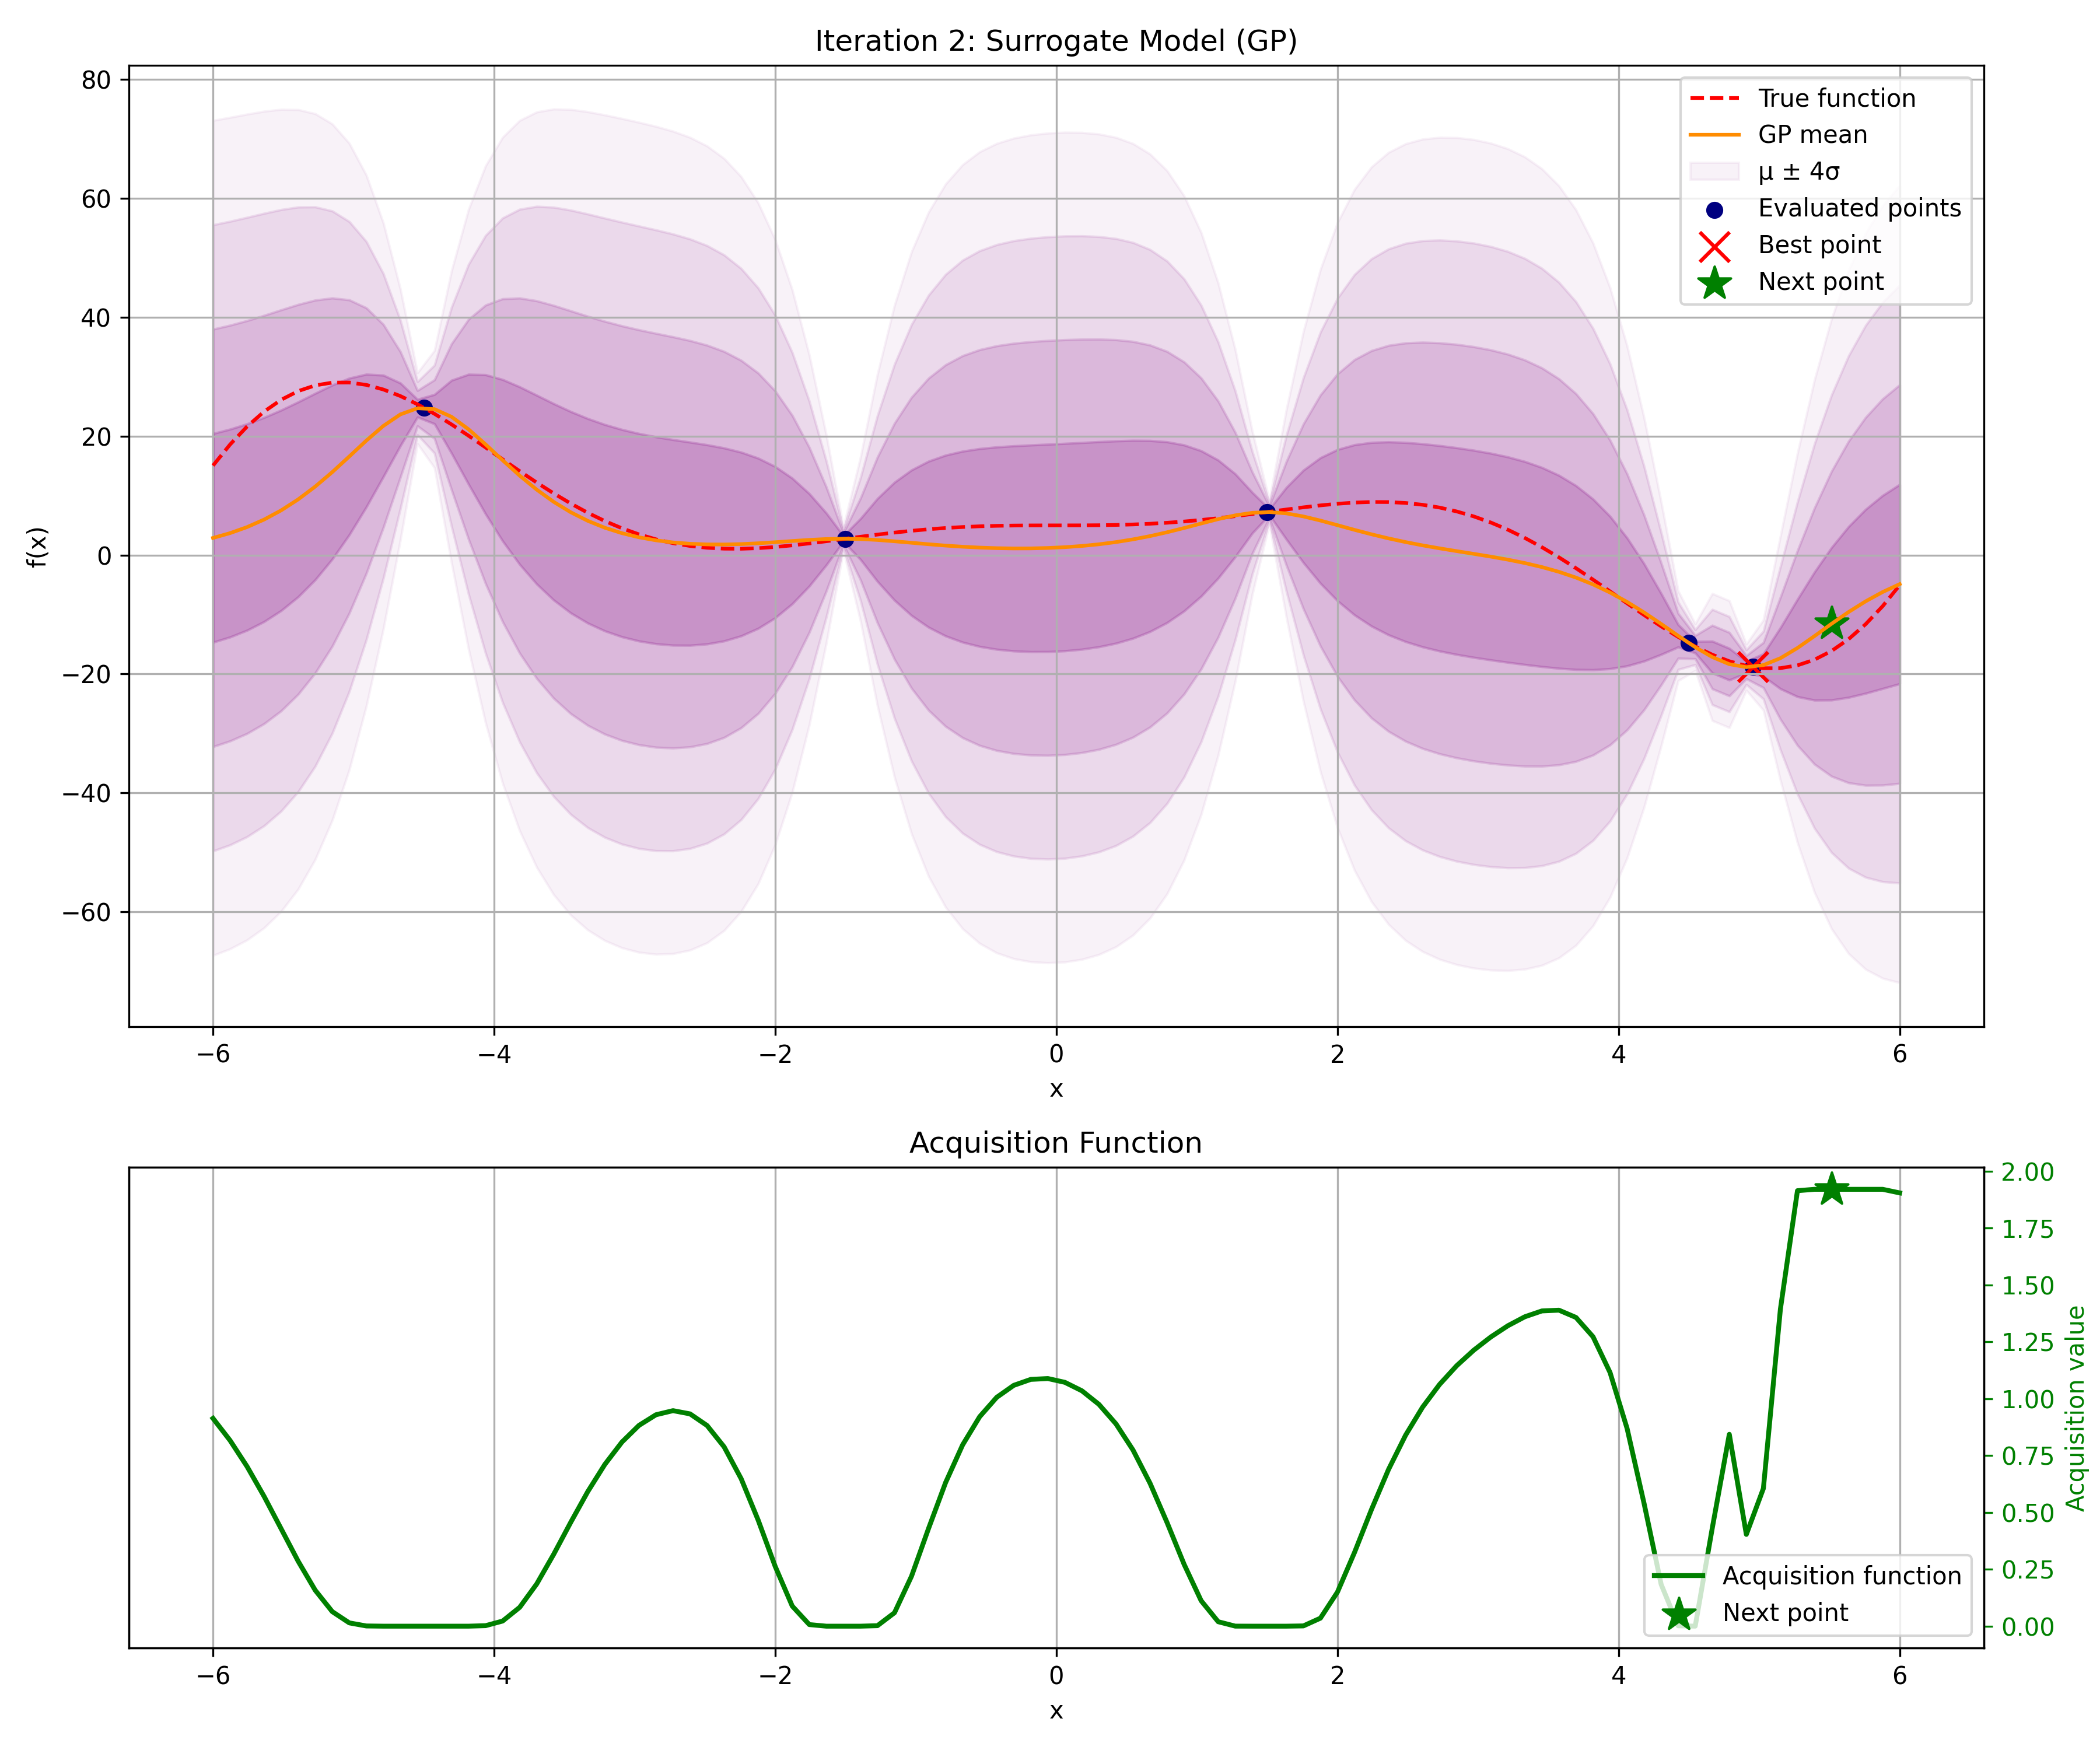 Iteration 2: Surrogate Model (GP)
80
60
40
20
0
−20
−40
−60
f(x)
True function
GP mean
μ ± 4σ
Evaluated points
Best point
Next point
−6 −4 −2 0 2 4 6
x
Acquisition Function
2.00
1.75
1.50
1.25
1.00
0.75
0.50
0.25
0.00
Acquisition value
Acquisition function
Next point
−6 −4 −2 0 2 4 6
x